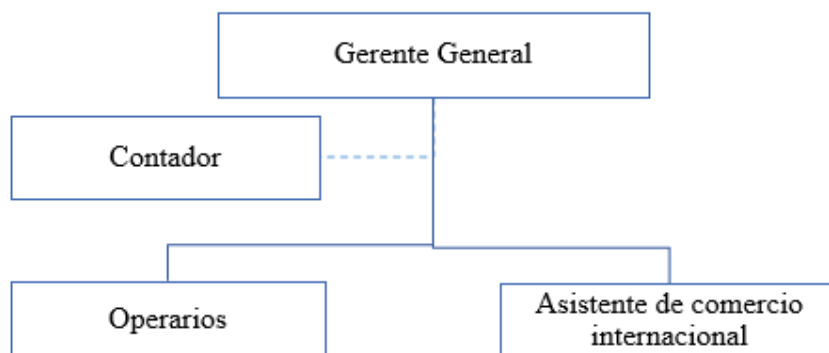 Gerente General
Contador
Operarios
Asistente de comercio
internacional